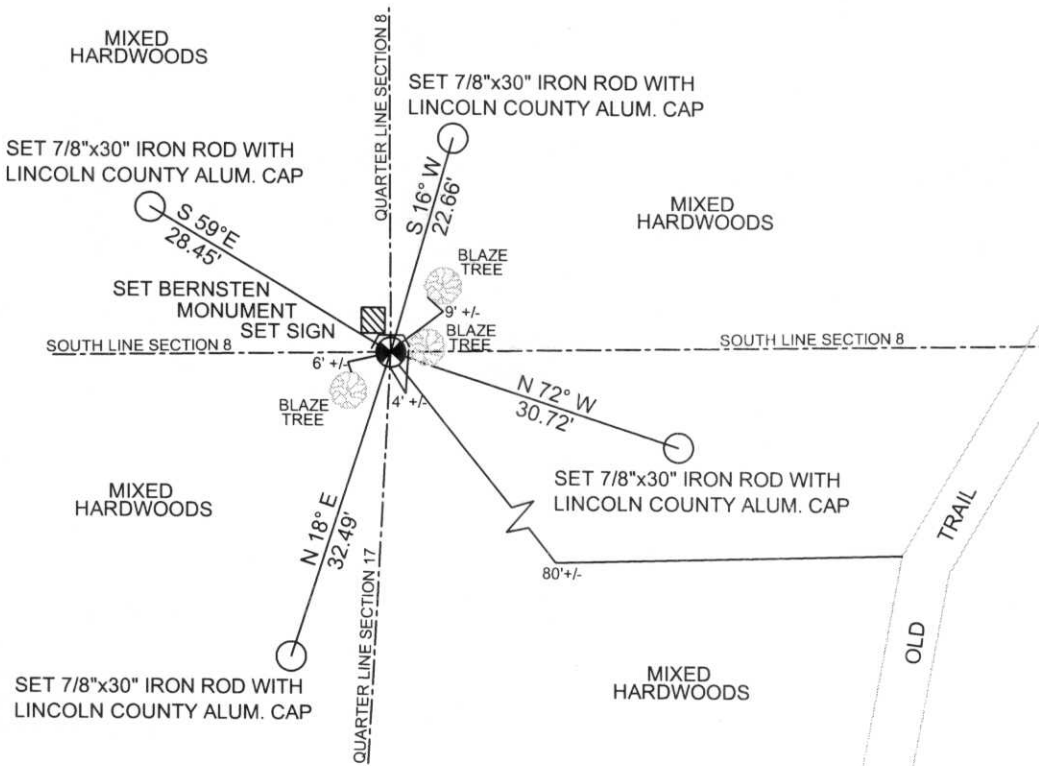 MIXED
HARDWOODS
QUARTER LINE SECTION 8
SET 7/8"x30" IRON ROD WITH
LINCOLN COUNTY ALUM. CAP
SET 7/8"x30" IRON ROD WITH
LINCOLN COUNTY ALUM. CAP
S 59°E
28.45'
S 16° W
22.66'
MIXED
HARDWOODS
BLAZE
TREE
SET BERNSTEN
MONUMENT
SET SIGN
9' +/-
BLAZE
TREE
SOUTH LINE SECTION 8
SOUTH LINE SECTION 8
6' +/-
4' +/-
BLAZE
TREE
N 72° W
30.72'
SET 7/8"x30" IRON ROD WITH
LINCOLN COUNTY ALUM. CAP
MIXED
HARDWOODS
N 18° E
32.49'
TRAIL
OLD
80'+/-
QUARTER LINE SECTION 17
SET 7/8"x30" IRON ROD WITH
LINCOLN COUNTY ALUM. CAP
MIXED
HARDWOODS